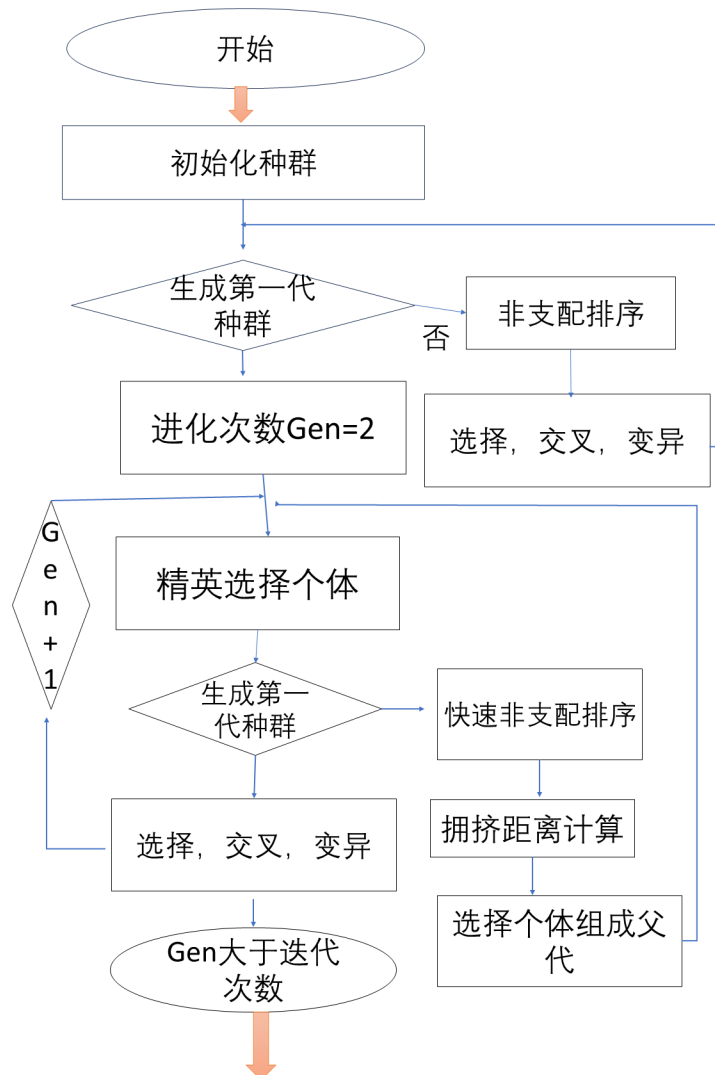 开始
初始化种群
生成第一代
种群
否
非支配排序
进化次数Gen=2
选择，交叉，变异
G
e
n
+
1
精英选择个体
生成第一
代种群
快速非支配排序
选择，交叉，变异
拥挤距离计算
选择个体组成父
代
Gen大于迭代
次数